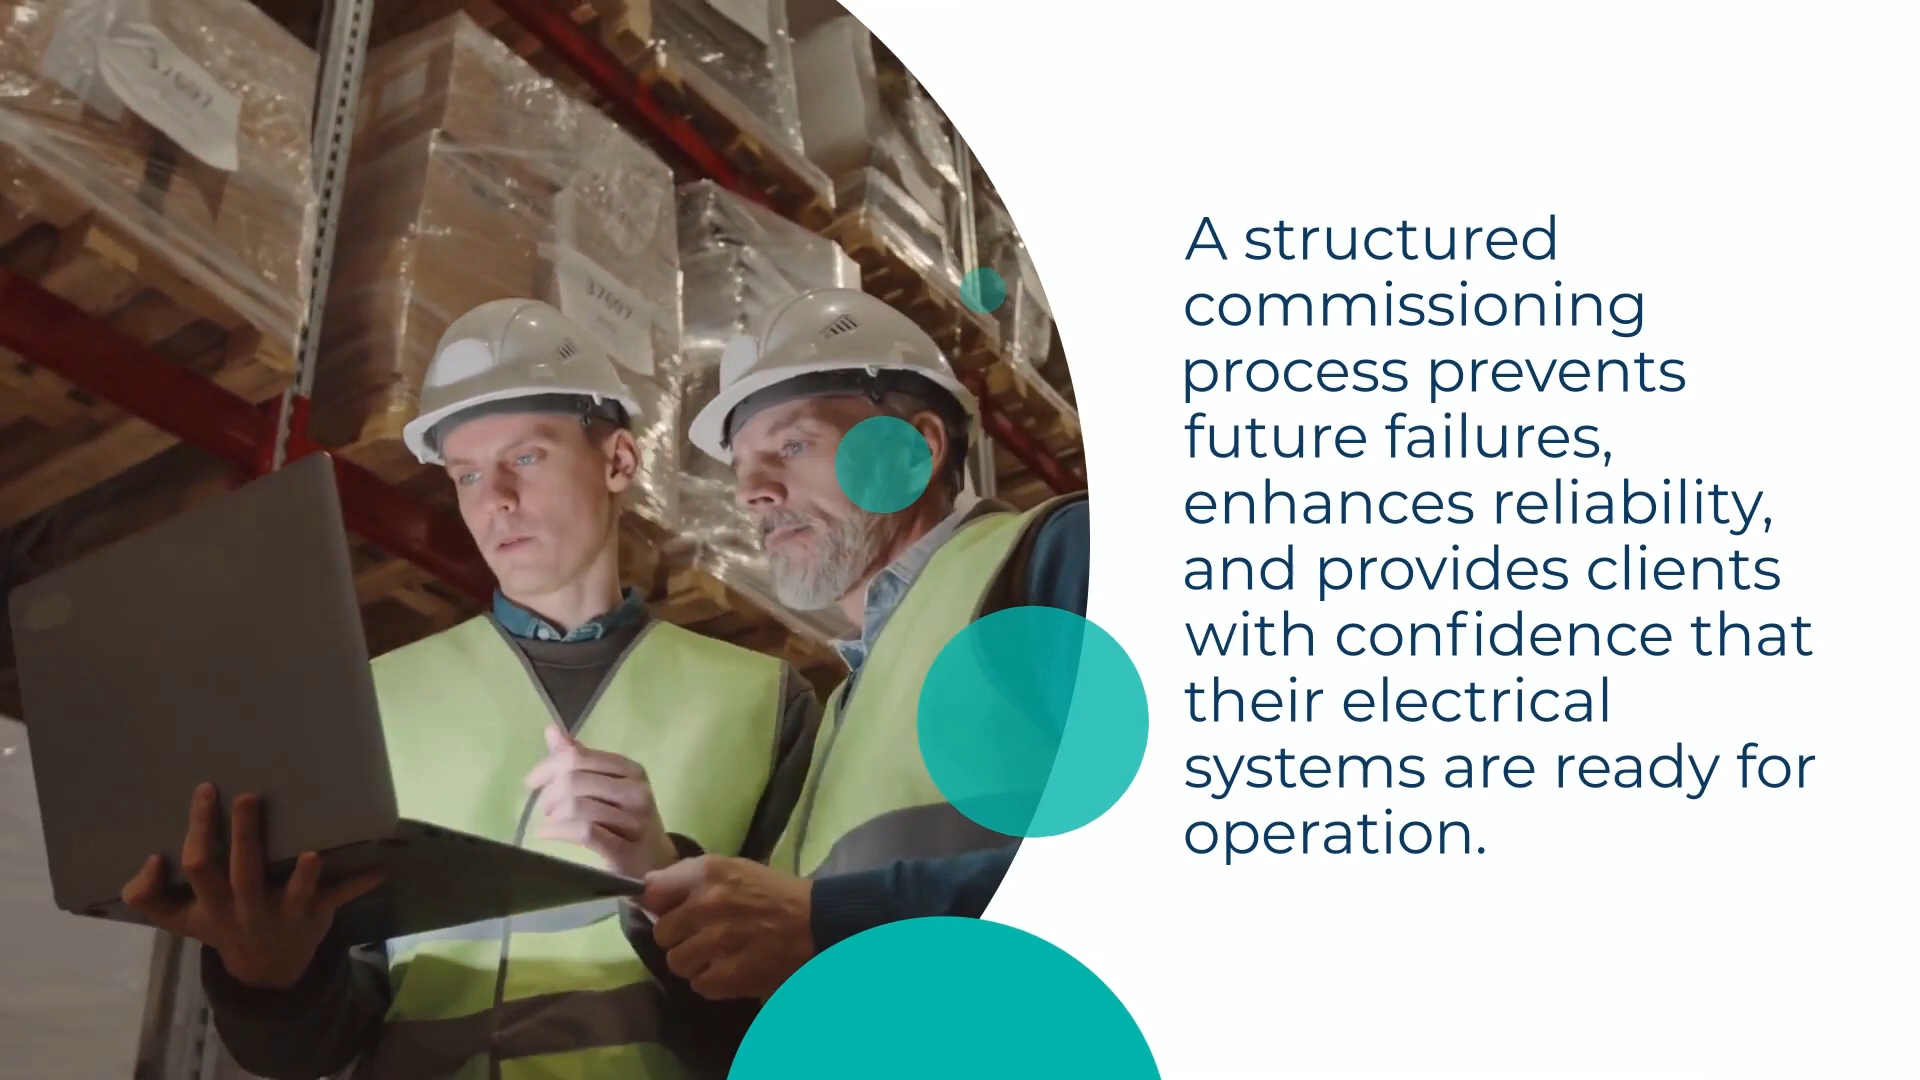 A structured
commissioning
process prevents
future failures,
enhances reliability,
and provides clients
with confidence that
their electrical
systems are ready for
operation.
37697